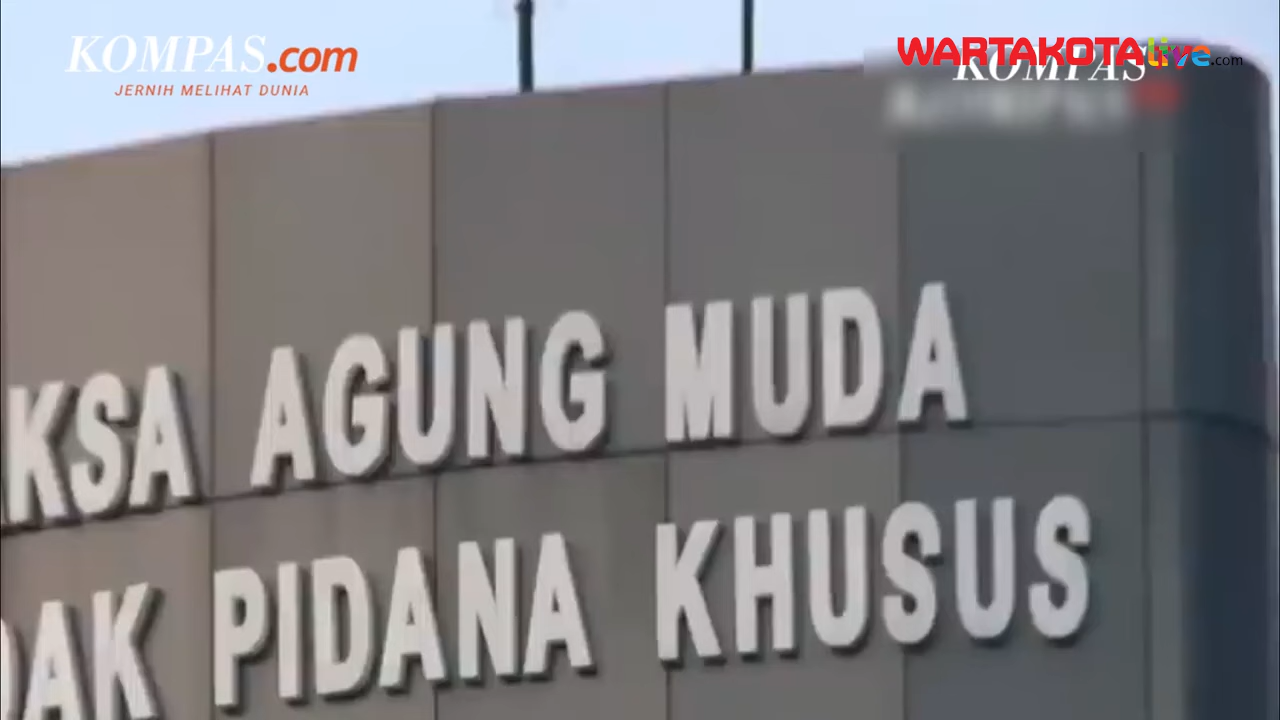 KOMPAS.com
JERNIH MELIHAT DUNIA
WARTAKOTAlive.com
KOMPAS
AKSA AGUNG MUDA
DAK PIDANA KHUSUS